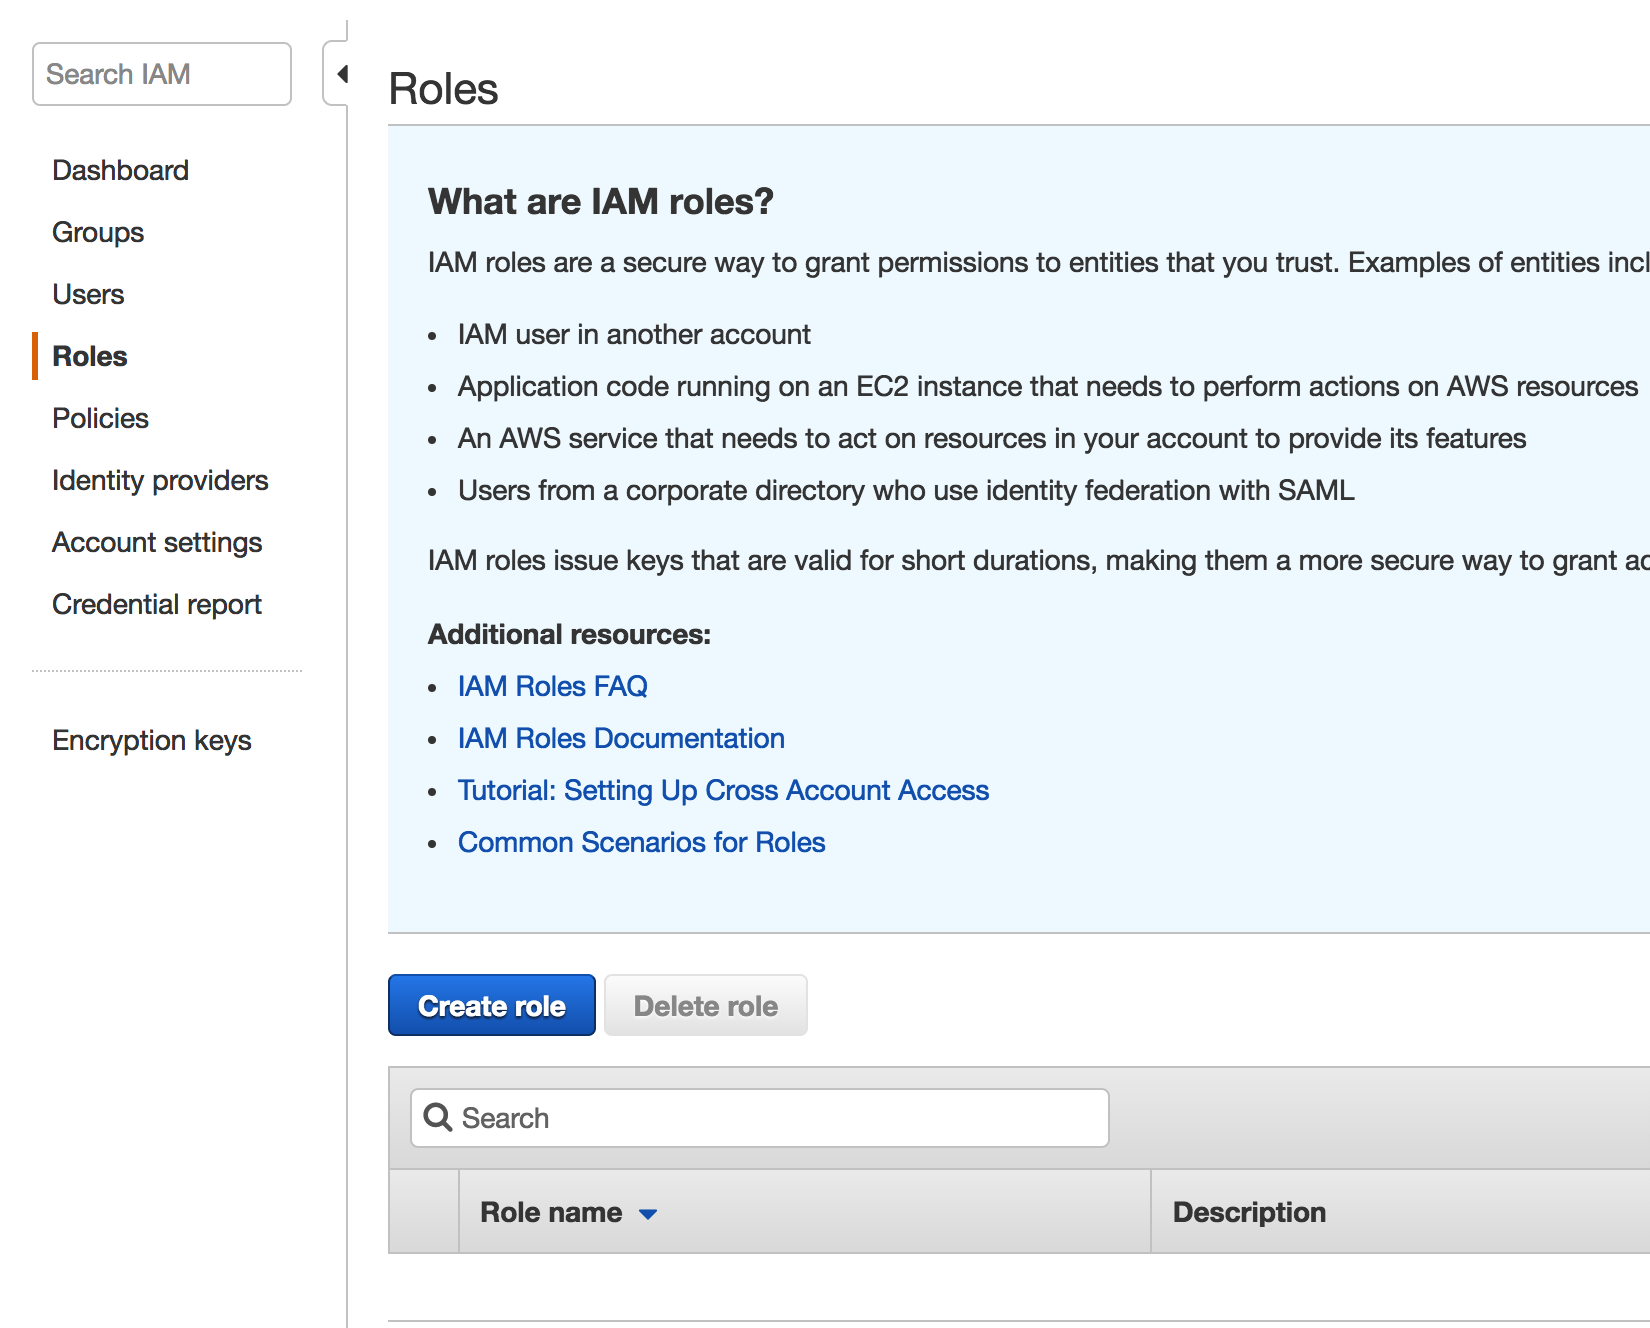 Search IAM
Dashboard
Groups
Users
Roles
Policies
Identity providers
Account settings
Credential report
Encryption keys
Roles
What are IAM roles?
IAM roles are a secure way to grant permissions to entities that you trust. Examples of entities incl
• IAM user in another account
• Application code running on an EC2 instance that needs to perform actions on AWS resources
• An AWS service that needs to act on resources in your account to provide its features
• Users from a corporate directory who use identity federation with SAML
IAM roles issue keys that are valid for short durations, making them a more secure way to grant ac
Additional resources:
• IAM Roles FAQ
• IAM Roles Documentation
• Tutorial: Setting Up Cross Account Access
• Common Scenarios for Roles
Create role Delete role
Search
Role name Description